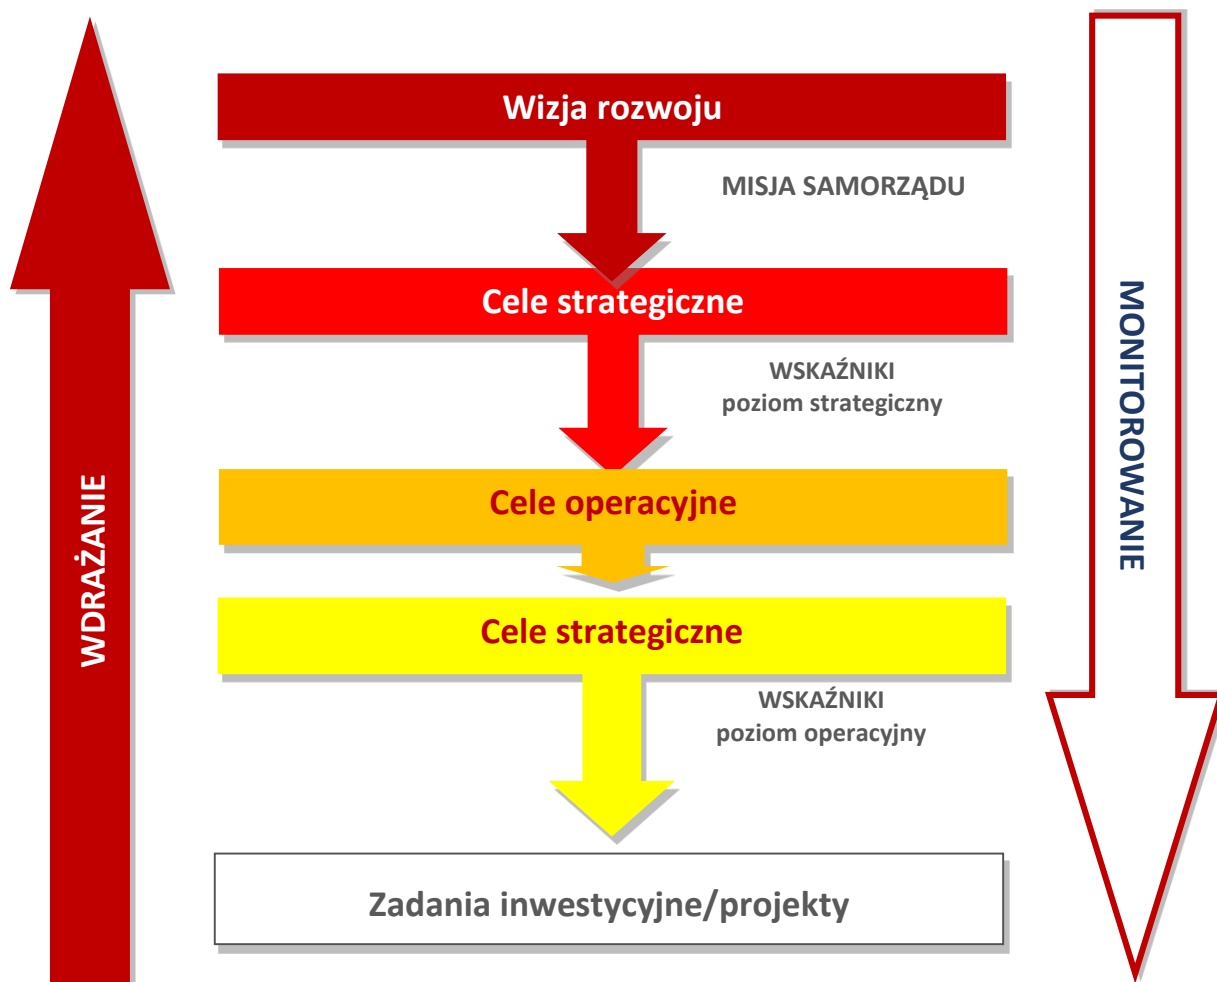 Wizja rozwoju
MISJA SAMORZĄDU
Cele strategiczne
WSKAŹNIKI
poziom strategiczny
Cele operacyjne
Cele strategiczne
WSKAŹNIKI
poziom operacyjny
Zadania inwestycyjne/projekty
WDRAŻANIE
MONITOROWANIE